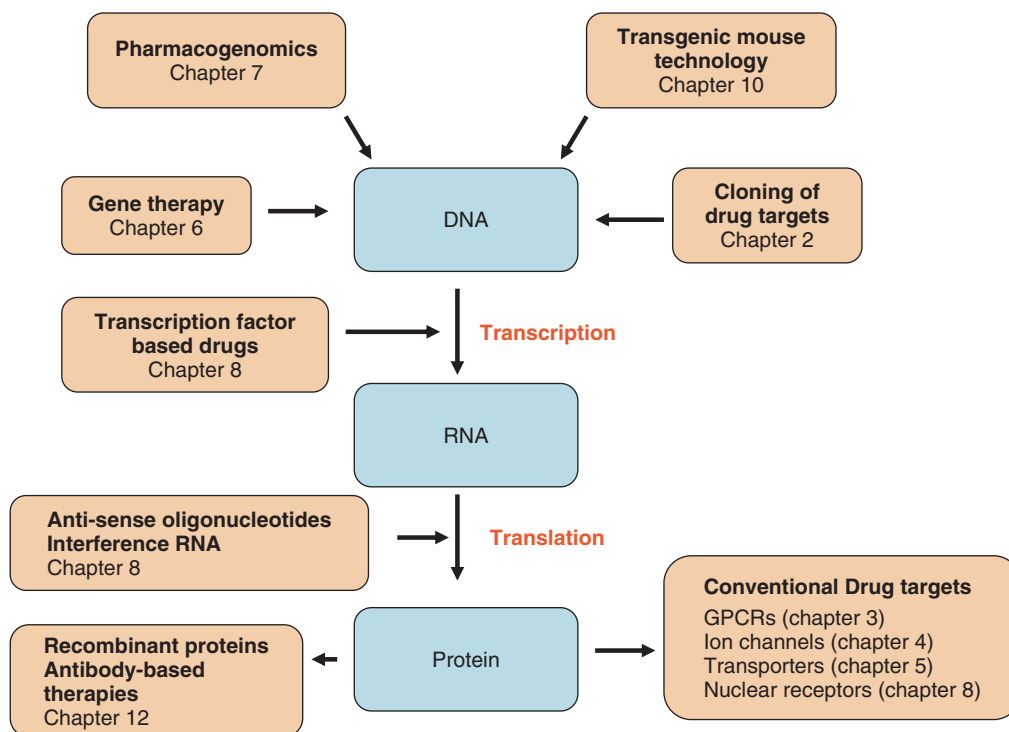 Pharmacogenomics
Chapter 7
Transgenic mouse
technology
Chapter 10
Gene therapy
Chapter 6
DNA
Cloning of
drug targets
Chapter 2
Transcription factor
based drugs
Chapter 8
Transcription
RNA
Anti-sense oligonucleotides
Interference RNA
Chapter 8
Translation
Conventional Drug targets
GPCRs (chapter 3)
Ion channels (chapter 4)
Transporters (chapter 5)
Nuclear receptors (chapter 8)
Recombinant proteins
Antibody-based
therapies
Chapter 12
Protein